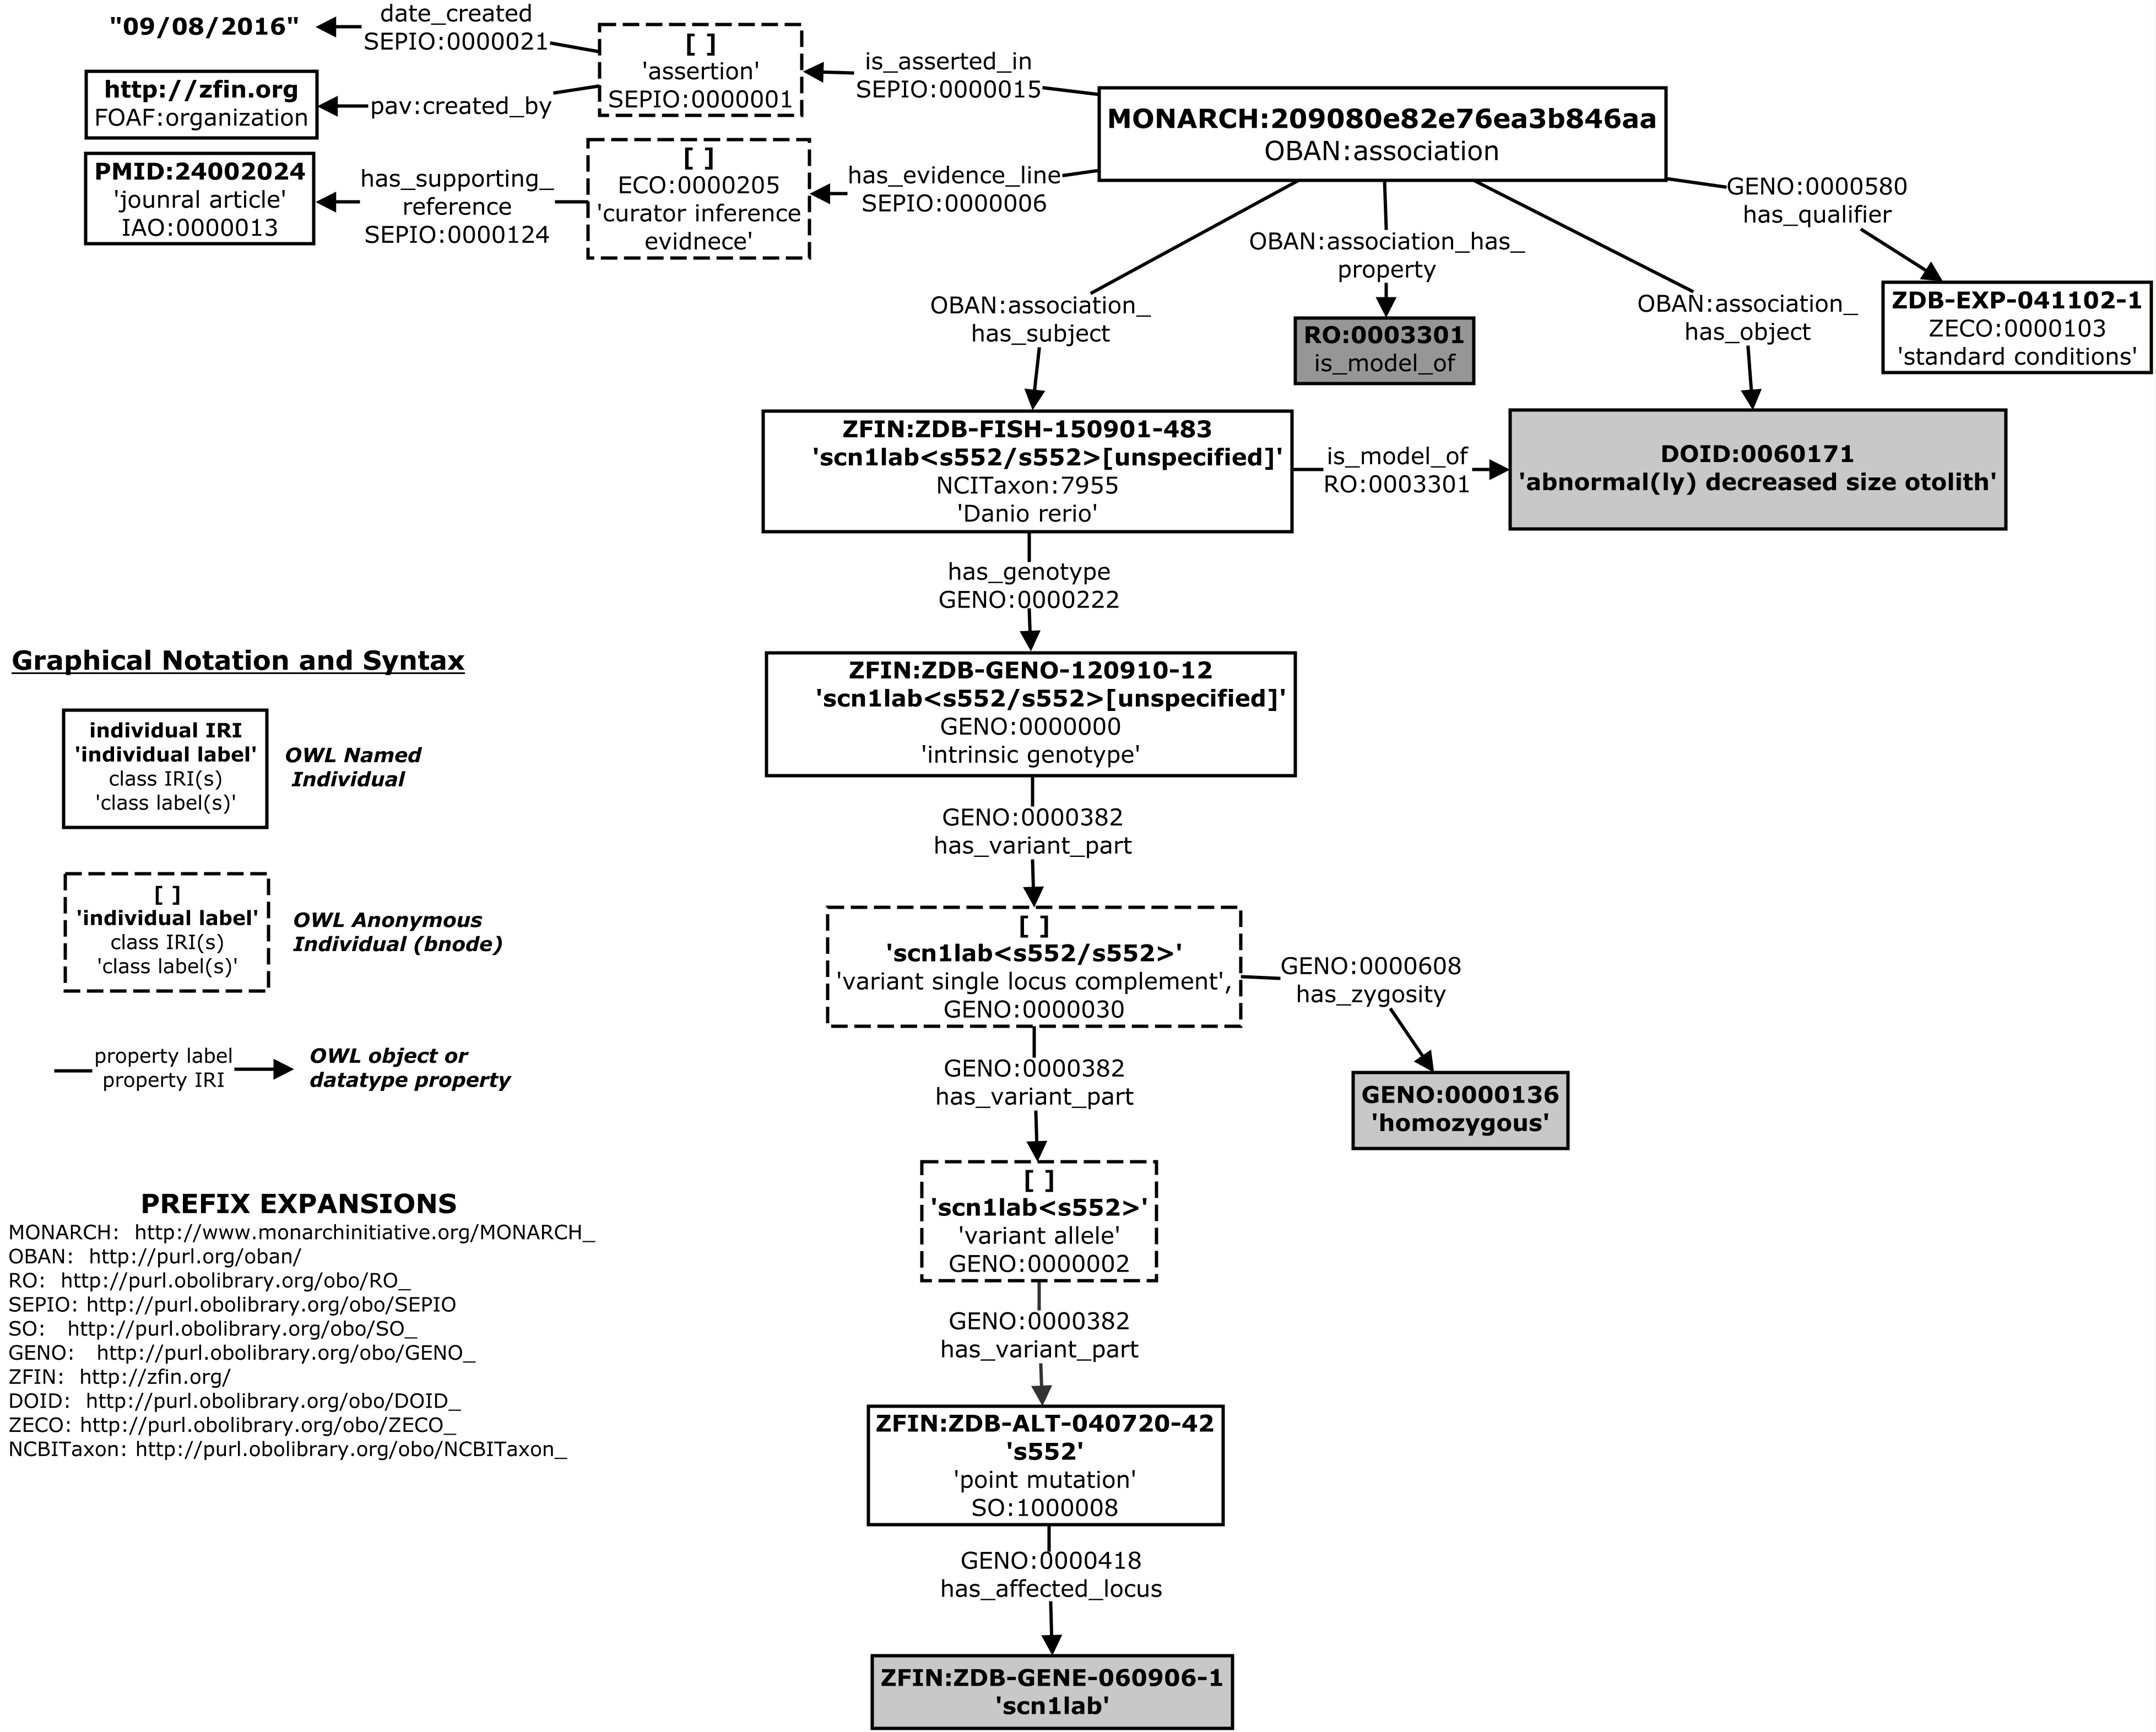 "09/08/2016"
date_created
SEPIO:0000021
[ ]
'assertion'
SEPIO:0000001
is_asserted_in
SEPIO:0000015
http://zfin.org
FOAF:organization
pav:created_by
MONARCH:209080e82e76ea3b846aa
OBAN:association
PMID:24002024
'jounral article'
IAO:0000013
has_supporting_
reference
SEPIO:0000124
[ ]
ECO:0000205
'curator inference
evidnece'
has_evidence_line
SEPIO:0000006
GENO:0000580
has_qualifier
OBAN:association_has_
property
OBAN:association_
has_subject
RO:0003301
is_model_of
OBAN:association_
has_object
ZDB-EXP-041102-1
ZECO:0000103
'standard conditions'
ZFIN:ZDB-FISH-150901-483
'scn1lab<s552/s552>[unspecified]'
NCITaxon:7955
'Danio rerio'
is_model_of
RO:0003301
DOID:0060171
'abnormal(ly) decreased size otolith'
has_genotype
GENO:0000222
ZFIN:ZDB-GENO-120910-12
'scn1lab<s552/s552>[unspecified]'
GENO:0000000
'intrinsic genotype'
GENO:0000382
has_variant_part
[ ]
'scn1lab<s552/s552>'
'variant single locus complement',
GENO:0000030
GENO:0000608
has_zygosity
GENO:0000136
'homozygous'
GENO:0000382
has_variant_part
[ ]
'scn1lab<s552>'
'variant allele'
GENO:0000002
GENO:0000382
has_variant_part
ZFIN:ZDB-ALT-040720-42
's552'
'point mutation'
SO:1000008
GENO:0000418
has_affected_locus
ZFIN:ZDB-GENE-060906-1
'scn1lab'
Graphical Notation and Syntax
individual IRI
'individual label'
class IRI(s)
'class label(s)'
OWL Named
Individual
[ ]
'individual label'
class IRI(s)
'class label(s)'
OWL Anonymous
Individual (bnode)
property label
property IRI
OWL object or
datatype property
PREFIX EXPANSIONS
MONARCH: http://www.monarchinitiative.org/MONARCH_
OBAN: http://purl.org/oban/
RO: http://purl.obolibrary.org/obo/RO_
SEPIO: http://purl.obolibrary.org/obo/SEPIO
SO: http://purl.obolibrary.org/obo/SO_
GENO: http://purl.obolibrary.org/obo/GENO_
ZFIN: http://zfin.org/
DOID: http://purl.obolibrary.org/obo/DOID_
ZECO: http://purl.obolibrary.org/obo/ZECO_
NCBITaxon: http://purl.obolibrary.org/obo/NCBITaxon_